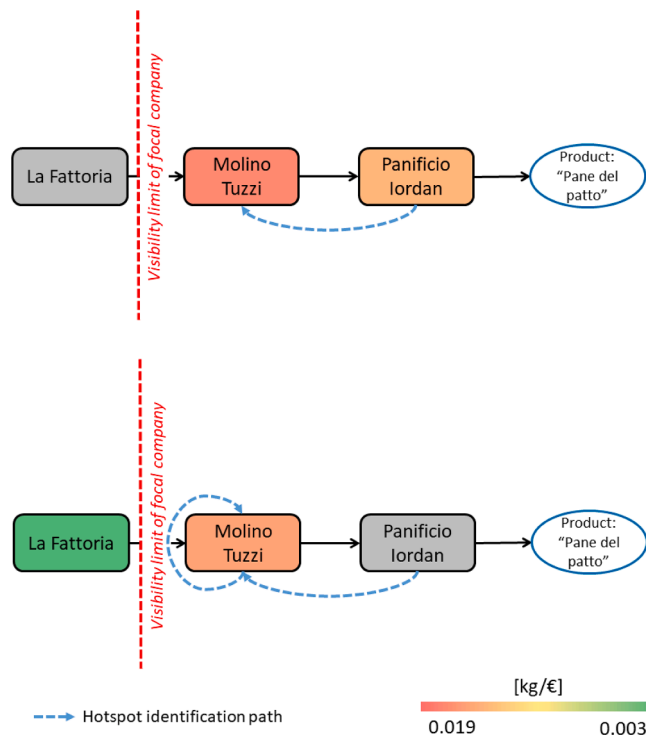 Visibility limit of focal company
La Fattoria
Molino
Tuzzi
Panificio
Iordan
Product:
“Pane del
patto”
Visibility limit of focal company
La Fattoria
Molino
Tuzzi
Panificio
Iordan
Product:
“Pane del
patto”
Hotspot identification path
[kg/€]
0.019
0.003